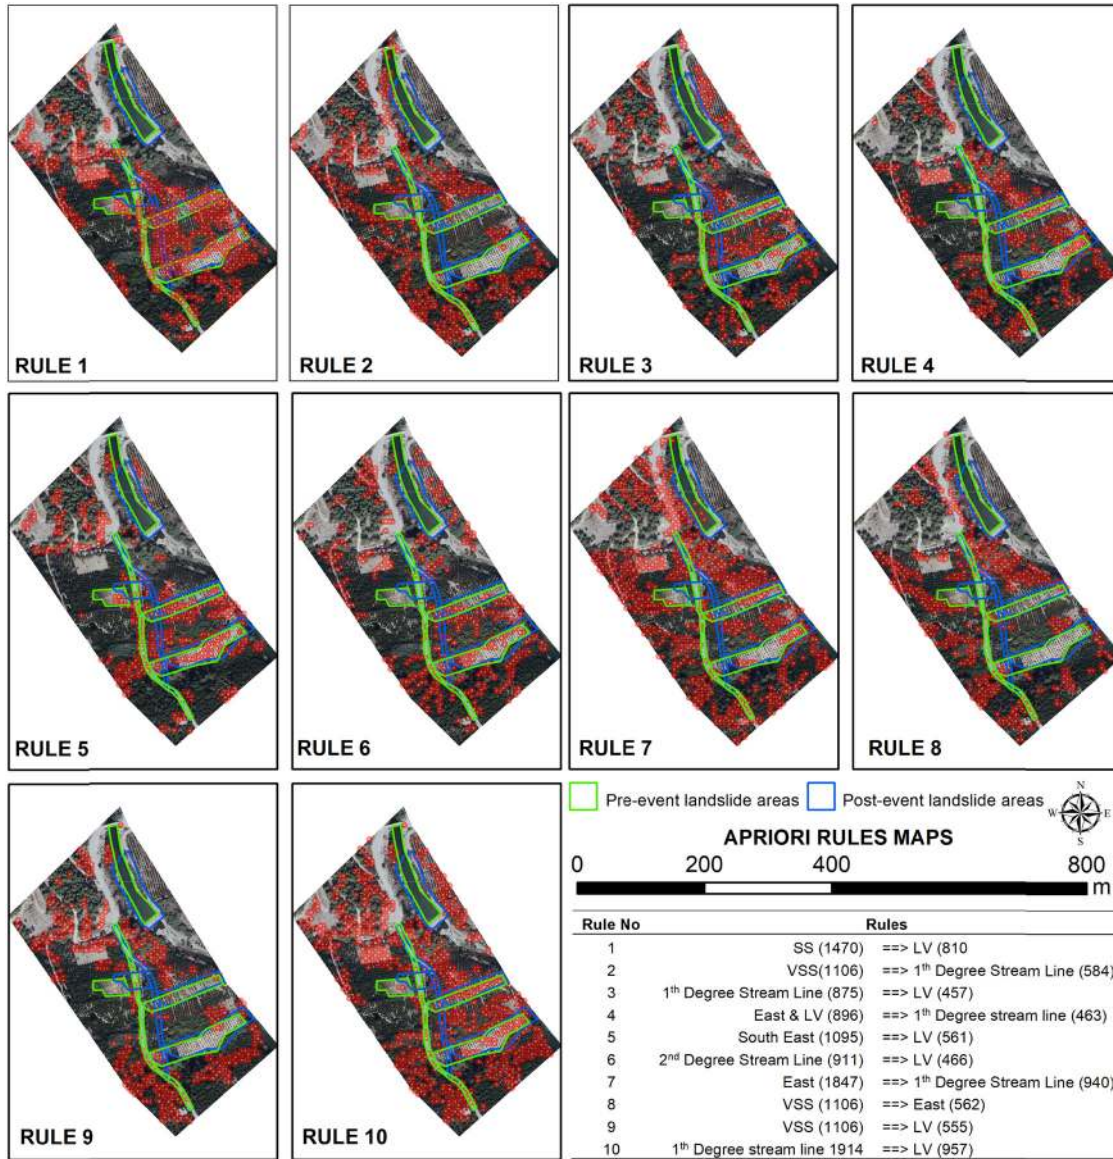 RULE 1
RULE 2
RULE 3
RULE 4
RULE 5
RULE 6
RULE 7
RULE 8
RULE 9
RULE 10
Pre-event landslide areas
Post-event landslide areas
N
W E
S
APRIORI RULES MAPS
0 200 400 800
m
Rule No Rules
1 SS (1470) ==> LV (810
2 VSS(1106) ==> 1th Degree Stream Line (584)
3 1th Degree Stream Line (875) ==> LV (457)
4 East & LV (896) ==> 1th Degree stream line (463)
5 South East (1095) ==> LV (561)
6 2nd Degree Stream Line (911) ==> LV (466)
7 East (1847) ==> 1th Degree Stream Line (940)
8 VSS (1106) ==> East (562)
9 VSS (1106) ==> LV (555)
10 1th Degree stream line 1914 ==> LV (957)